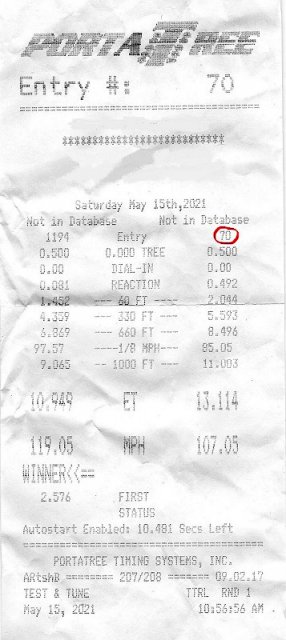 PORTATREE
Entry #: 70
=====================================
*************************
Saturday May 15th,2021
Not in Database Not in Database
1194 Entry 70
0.500 0.000 TREE 0.500
0.00 DIAL-IN 0.00
0.081 REACTION 0.492
1.452 --- 60 FT --- 2.044
4.359 --- 330 FT --- 5.593
6.869 --- 660 FT --- 8.496
97.57 ----1/8 MPH---- 85.05
9.065 -- 1000 FT --- 11.003
10.949 ET 13.114
119.05 MPH 107.05
WINNER<<==
2.576 FIRST
STATUS
Autostart Enabled: 10.481 Secs Left
=====================================
PORTATREE TIMING SYSTEMS, INC.
ARtshB ======== 207/208 ======= 09.02.17
TEST & TUNE TTRL RND 1
May 15, 2021 10:56:56 AM